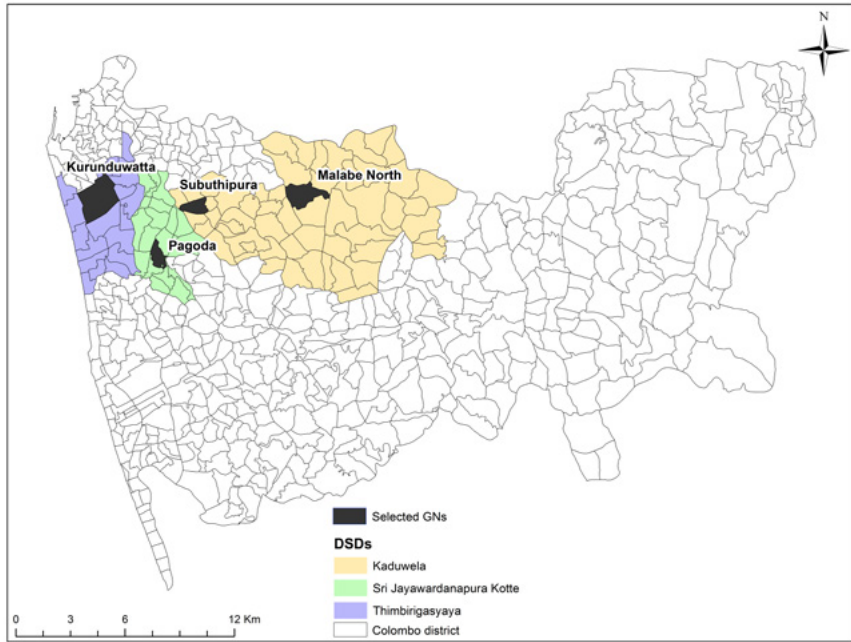 N
Kurunduwatta
Subuthipura
Malabe North
Pagoda
Selected GNs
DSDs
Kaduwela
Sri Jayawardanapura Kotte
Thimbirigasyaya
Colombo district
0 3 6 12 Km